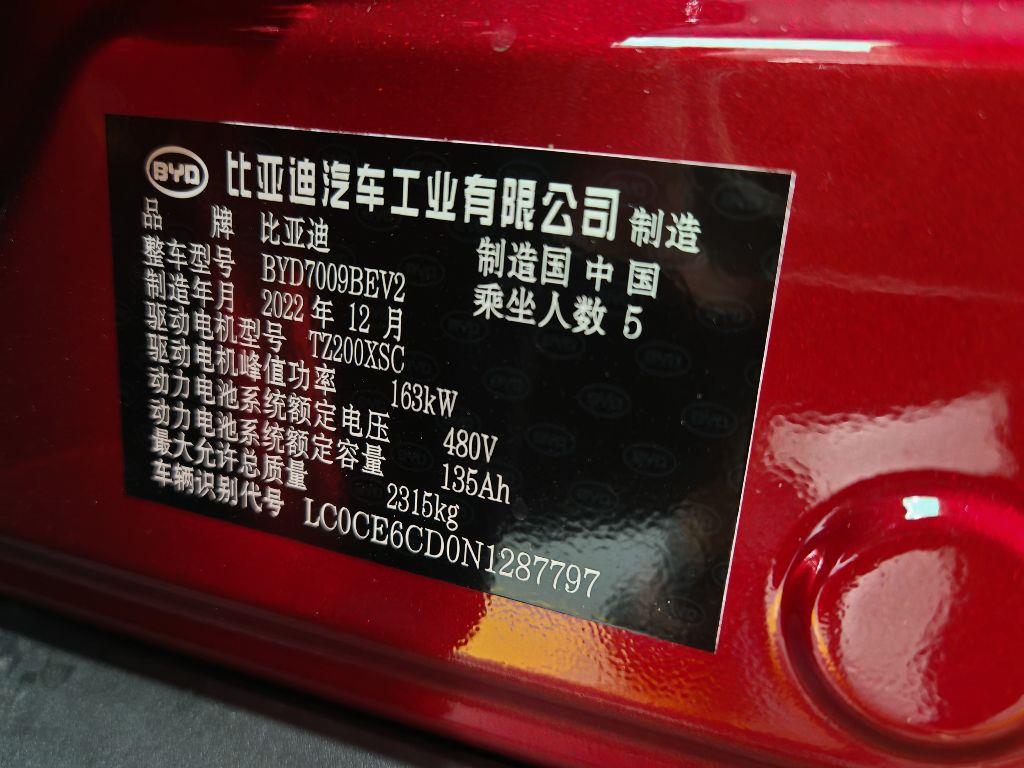 BYD 比亚迪汽车工业有限公司 制造
品 牌 比亚迪 制造国 中国
整车型号 BYD7009BEV2 乘坐人数 5
制造年月 2022 年 12 月
驱动电机型号 TZ200XSC
驱动电机峰值功率 163kW
动力电池系统额定电压 480V
动力电池系统额定容量 135Ah
最大允许总质量 2315kg
车辆识别代号 LC0CE6CD0N1287797